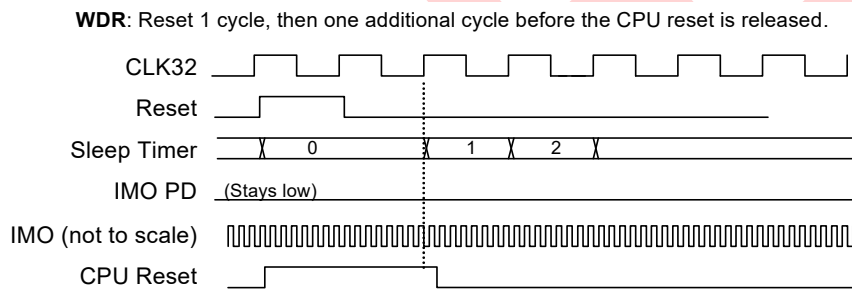 WDR: Reset 1 cycle, then one additional cycle before the CPU reset is released.
CLK32
Reset
Sleep Timer 0 1 2
IMO PD (Stays low)
IMO (not to scale)
CPU Reset